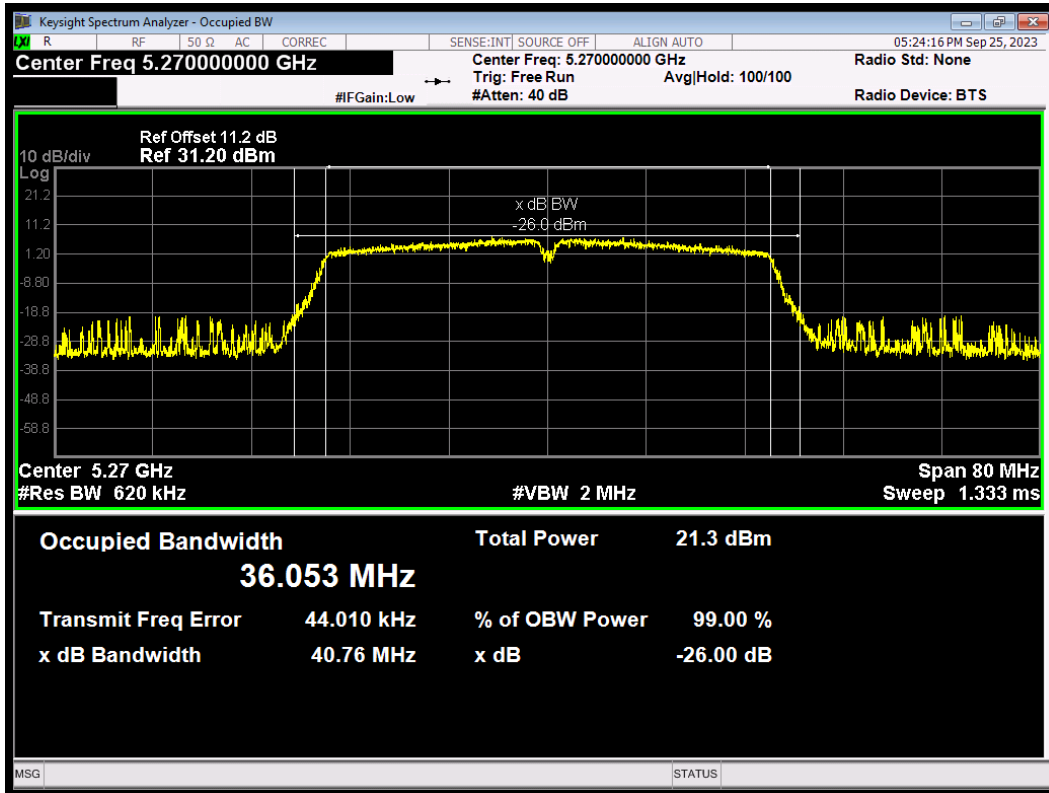 Keysight Spectrum Analyzer - Occupied BW
LXI R RF 50 Ω AC CORREC SENSE:INT SOURCE OFF ALIGN AUTO 05:24:16 PM Sep 25, 2023
Center Freq 5.270000000 GHz Center Freq: 5.270000000 GHz Radio Std: None
Trig: Free Run Avg|Hold: 100/100
#IFGain:Low #Atten: 40 dB Radio Device: BTS
Ref Offset 11.2 dB
10 dB/div Ref 31.20 dBm
Log
21.2
x dB BW
11.2
-26.0 dBm
1.20
-8.80
-18.8
-28.8
-38.8
-48.8
-58.8
Center 5.27 GHz Span 80 MHz
#Res BW 620 kHz #VBW 2 MHz Sweep 1.333 ms
Occupied Bandwidth Total Power 21.3 dBm
36.053 MHz
Transmit Freq Error 44.010 kHz % of OBW Power 99.00 %
x dB Bandwidth 40.76 MHz x dB -26.00 dB
MSG STATUS